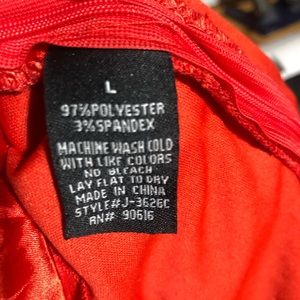 L
97%POLYESTER
3%SPANDEX
MACHINE WASH COLD
WITH LIKE COLORS
NO BLEACH
LAY FLAT TO DRY
MADE IN CHINA
STYLE#J-3626C
RN# 90616